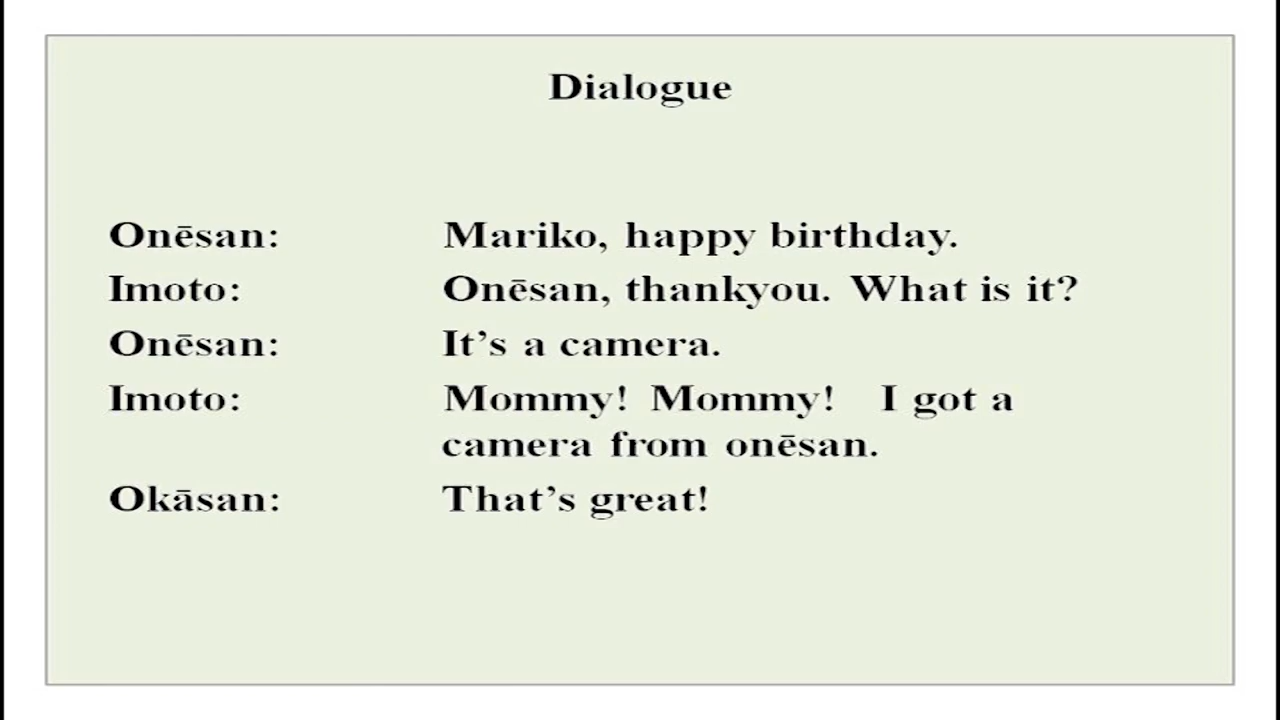 Dialogue
Onēsan: Mariko, happy birthday.
Imoto: Onēsan, thankyou. What is it?
Onēsan: It's a camera.
Imoto: Mommy! Mommy! I got a
camera from onēsan.
Okāsan: That's great!